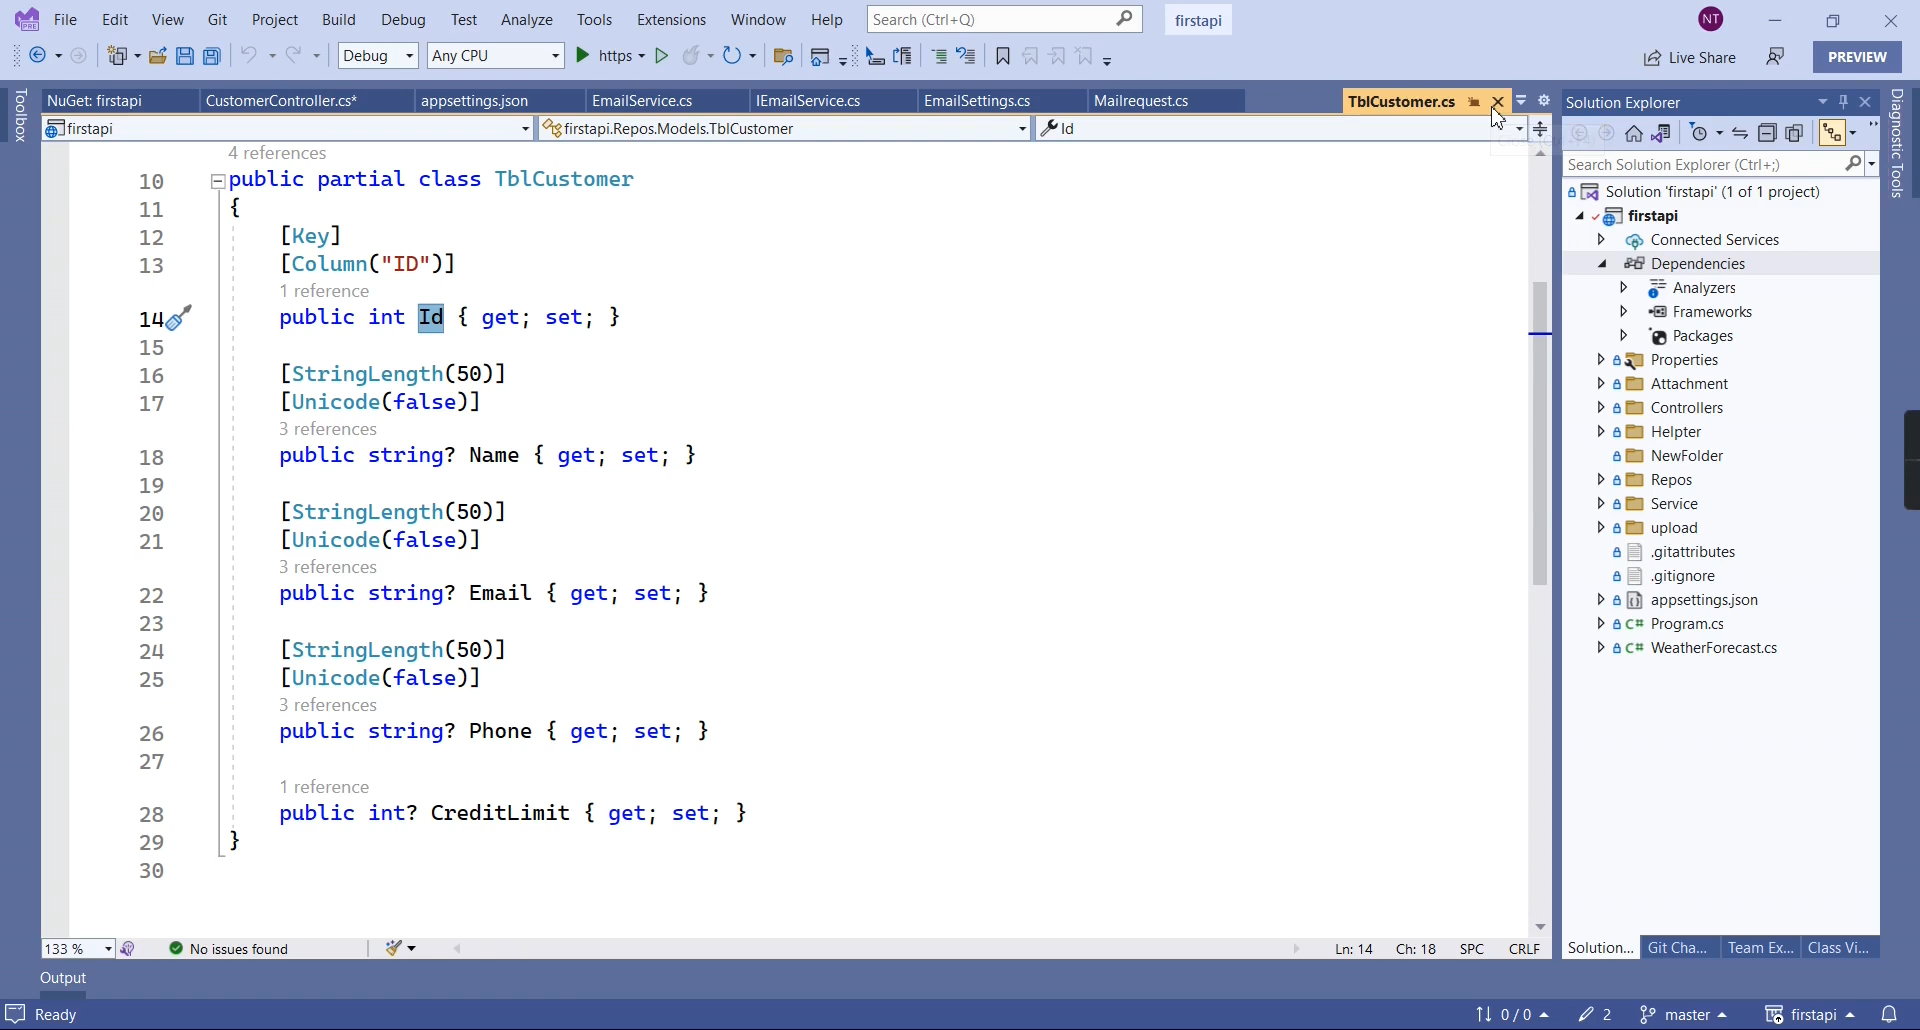 File Edit View Git Project Build Debug Test Analyze Tools Extensions Window Help Search (Ctrl+Q) firstapi NT
Debug Any CPU https Live Share PREVIEW
Toolbox
NuGet: firstapi CustomerController.cs* appsettings.json EmailService.cs IEmailService.cs EmailSettings.cs Mailrequest.cs TblCustomer.cs
firstapi firstapi.Repos.Models.TblCustomer Id
4 references
10 public partial class TblCustomer
11 {
12 [Key]
13 [Column("ID")]
1 reference
14 public int Id { get; set; }
15
16 [StringLength(50)]
17 [Unicode(false)]
3 references
18 public string? Name { get; set; }
19
20 [StringLength(50)]
21 [Unicode(false)]
3 references
22 public string? Email { get; set; }
23
24 [StringLength(50)]
25 [Unicode(false)]
3 references
26 public string? Phone { get; set; }
27
1 reference
28 public int? CreditLimit { get; set; }
29 }
30
133 % No issues found Ln: 14 Ch: 18 SPC CRLF
Solution Explorer
Search Solution Explorer (Ctrl+;)
Solution 'firstapi' (1 of 1 project)
firstapi
Connected Services
Dependencies
Analyzers
Frameworks
Packages
Properties
Attachment
Controllers
Helpter
NewFolder
Repos
Service
upload
.gitattributes
.gitignore
appsettings.json
Program.cs
WeatherForecast.cs
Solution... Git Cha... Team Ex... Class Vi...
Diagnostic Tools
Output
Ready 0 / 0 2 master firstapi